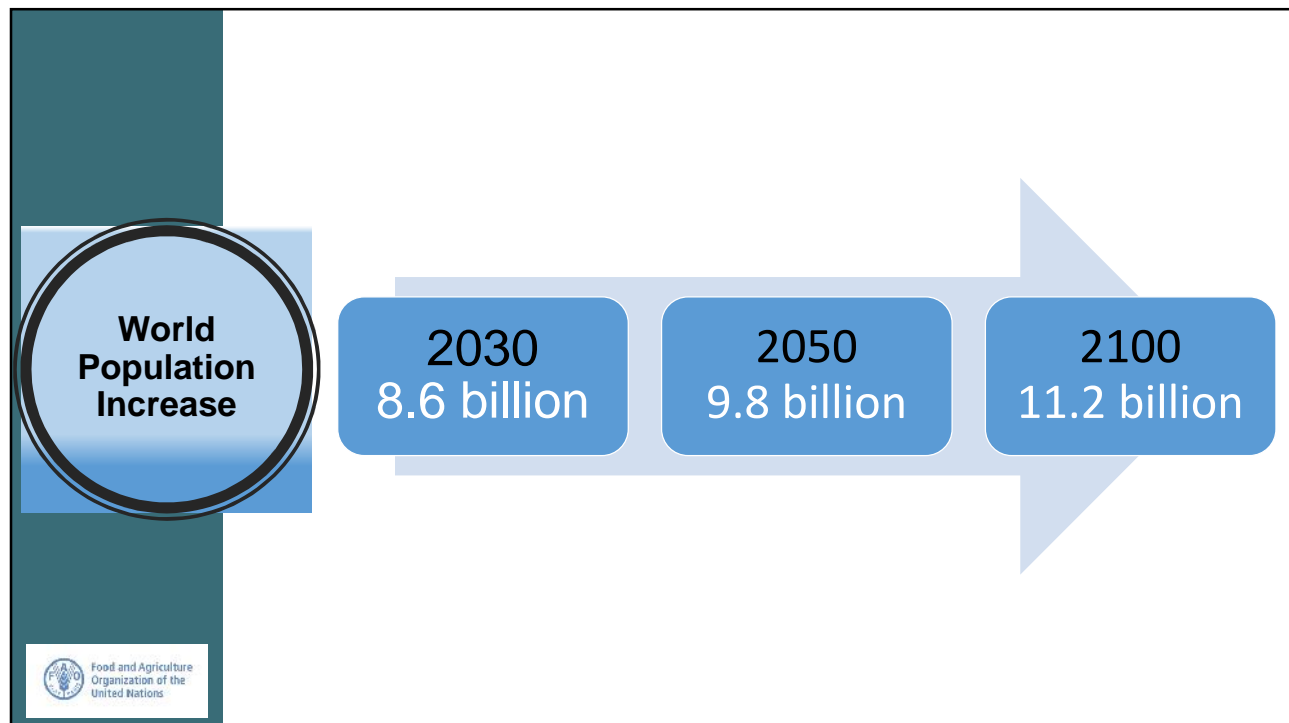 World
Population
Increase
2030
8.6 billion
2050
9.8 billion
2100
11.2 billion
FAO
Food and Agriculture
Organization of the
United Nations